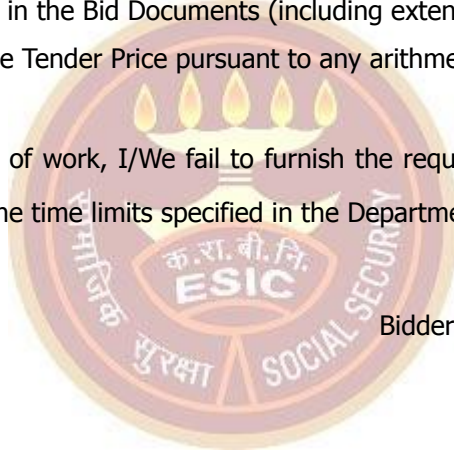 in the Bid Documents (including exten
e Tender Price pursuant to any arithme
of work, I/We fail to furnish the requ
he time limits specified in the Departme
क.रा.बी.नि.
ESIC
सामाजिक सुरक्षा
SOCIAL SECURITY
Bidder